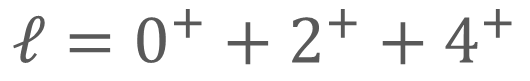 ℓ = 0⁺ + 2⁺ + 4⁺